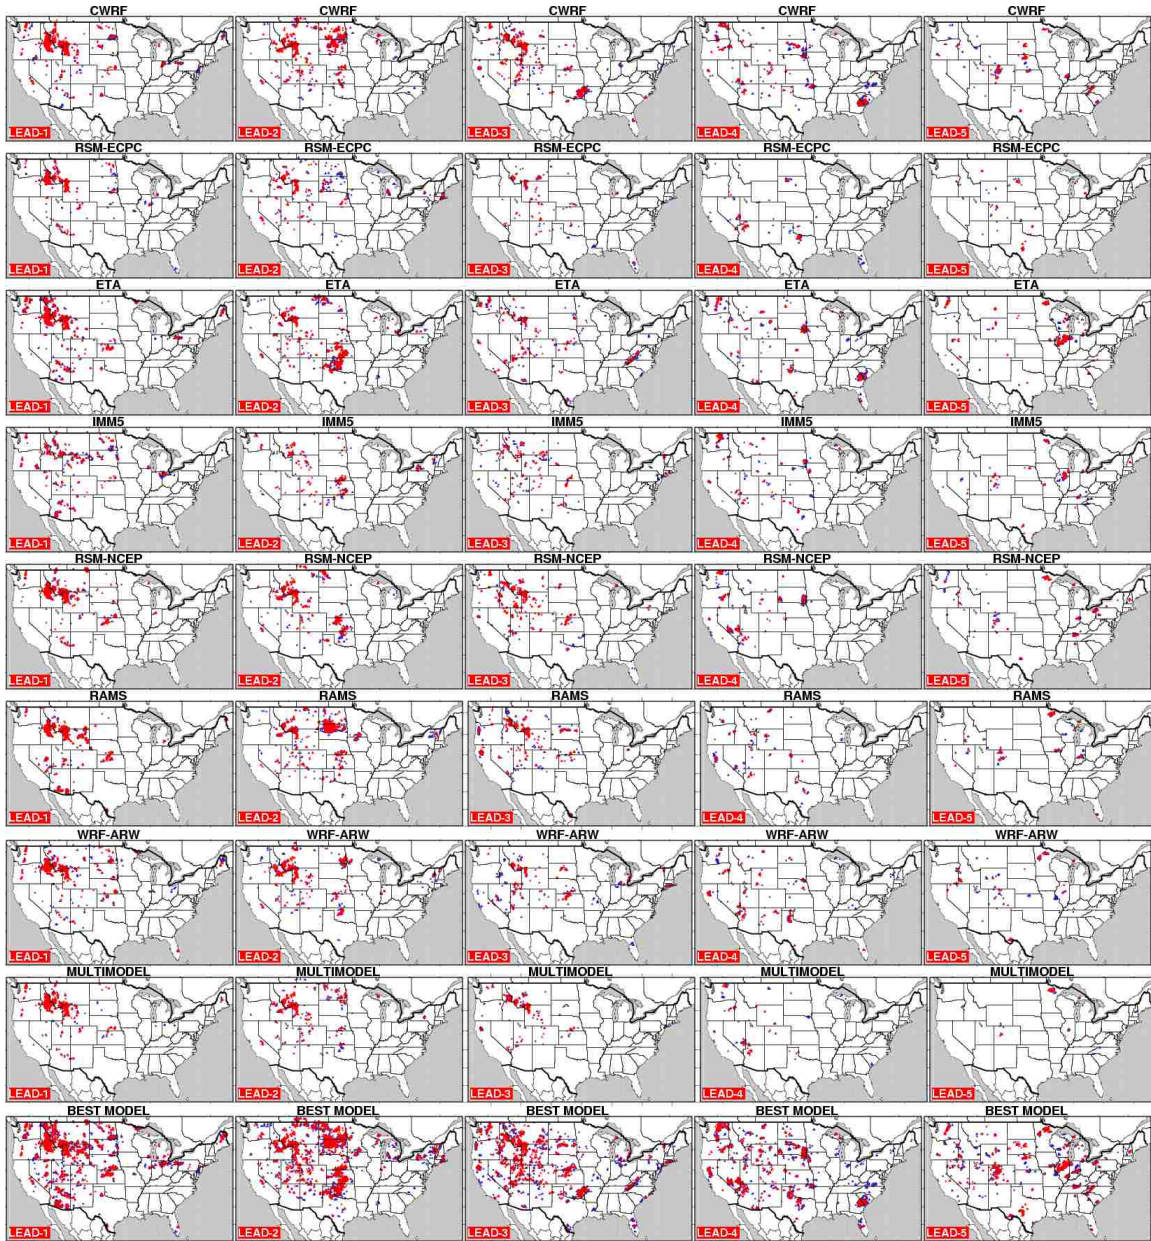 CWRF CWRF CWRF CWRF CWRF
LEAD-1 LEAD-2 LEAD-3 LEAD-4 LEAD-5
RSM-ECPC RSM-ECPC RSM-ECPC RSM-ECPC RSM-ECPC
LEAD-1 LEAD-2 LEAD-3 LEAD-4 LEAD-5
ETA ETA ETA ETA ETA
LEAD-1 LEAD-2 LEAD-3 LEAD-4 LEAD-5
IMM5 IMM5 IMM5 IMM5 IMM5
LEAD-1 LEAD-2 LEAD-3 LEAD-4 LEAD-5
RSM-NCEP RSM-NCEP RSM-NCEP RSM-NCEP RSM-NCEP
LEAD-1 LEAD-2 LEAD-3 LEAD-4 LEAD-5
RAMS RAMS RAMS RAMS RAMS
LEAD-1 LEAD-2 LEAD-3 LEAD-4 LEAD-5
WRF-ARW WRF-ARW WRF-ARW WRF-ARW WRF-ARW
LEAD-1 LEAD-2 LEAD-3 LEAD-4 LEAD-5
MULTIMODEL MULTIMODEL MULTIMODEL MULTIMODEL MULTIMODEL
LEAD-1 LEAD-2 LEAD-3 LEAD-4 LEAD-5
BEST MODEL BEST MODEL BEST MODEL BEST MODEL BEST MODEL
LEAD-1 LEAD-2 LEAD-3 LEAD-4 LEAD-5